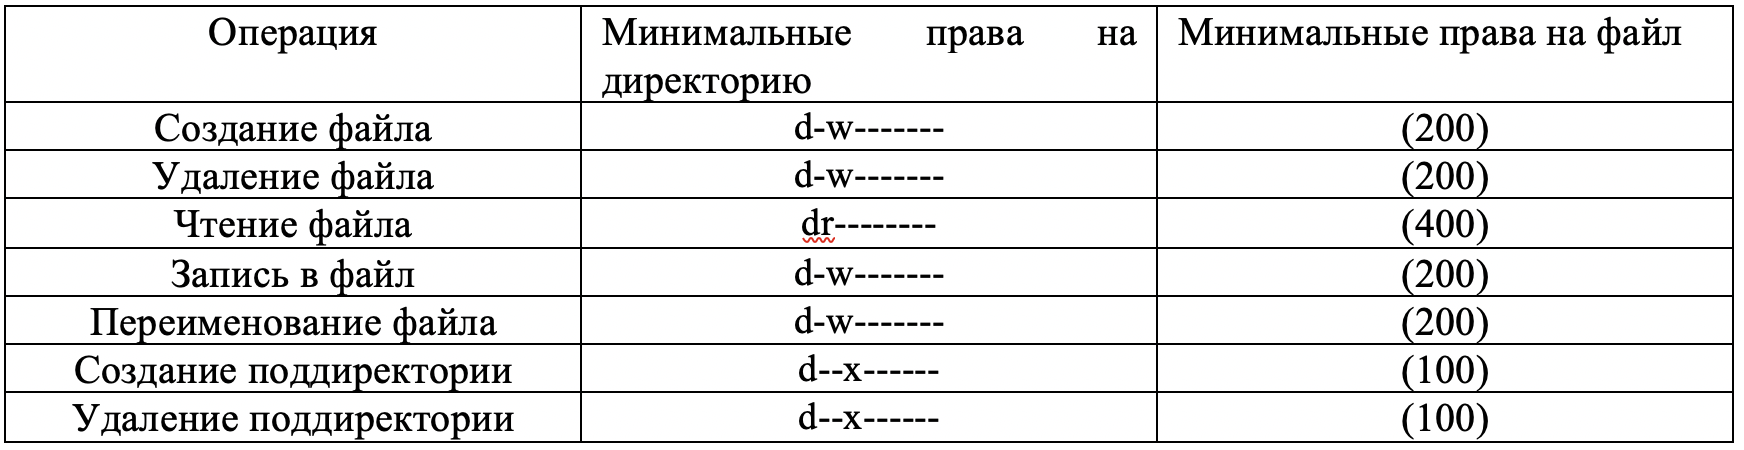 Операция Минимальные права на Минимальные права на файл
директорию
Создание файла d-w------- (200)
Удаление файла d-w------- (200)
Чтение файла dr-------- (400)
Запись в файл d-w------- (200)
Переименование файла d-w------- (200)
Создание поддиректории d--x------ (100)
Удаление поддиректории d--x------ (100)